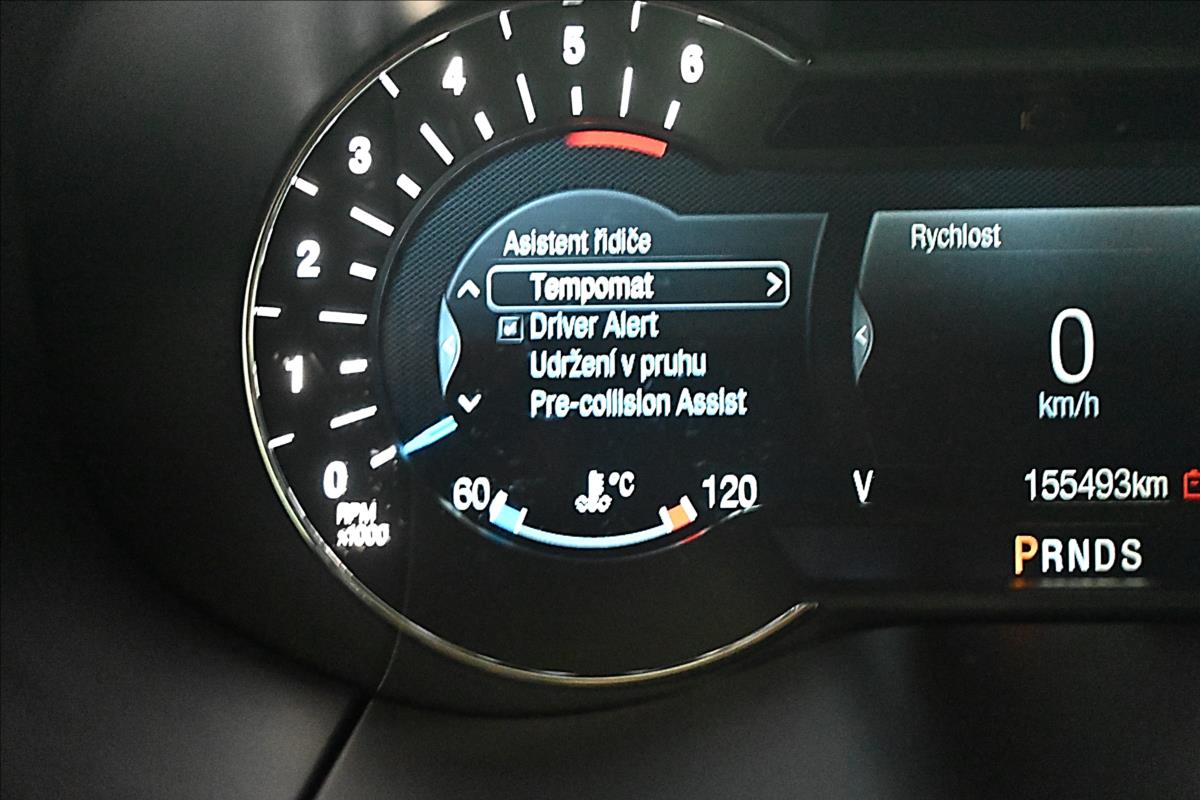 6
5
4
3
2
1
0
RPM
x1000
Asistent řidiče
Tempomat
Driver Alert
Udržení v pruhu
Pre-collision Assist
60
°C
120
Rychlost
0
km/h
V
155493km
PRNDS